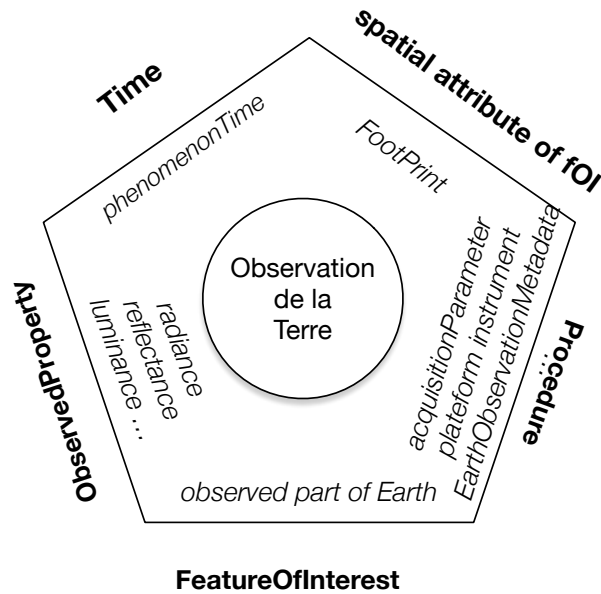 Time
spatial attribute of fOI
phenomenonTime
FootPrint
Observation
de la
Terre
ObservedProperty
luminance ...
reflectance
radiance
acquisitionParameter
plateform instrument
EarthObservationMetadata
...
Procedure
observed part of Earth
FeatureOfInterest